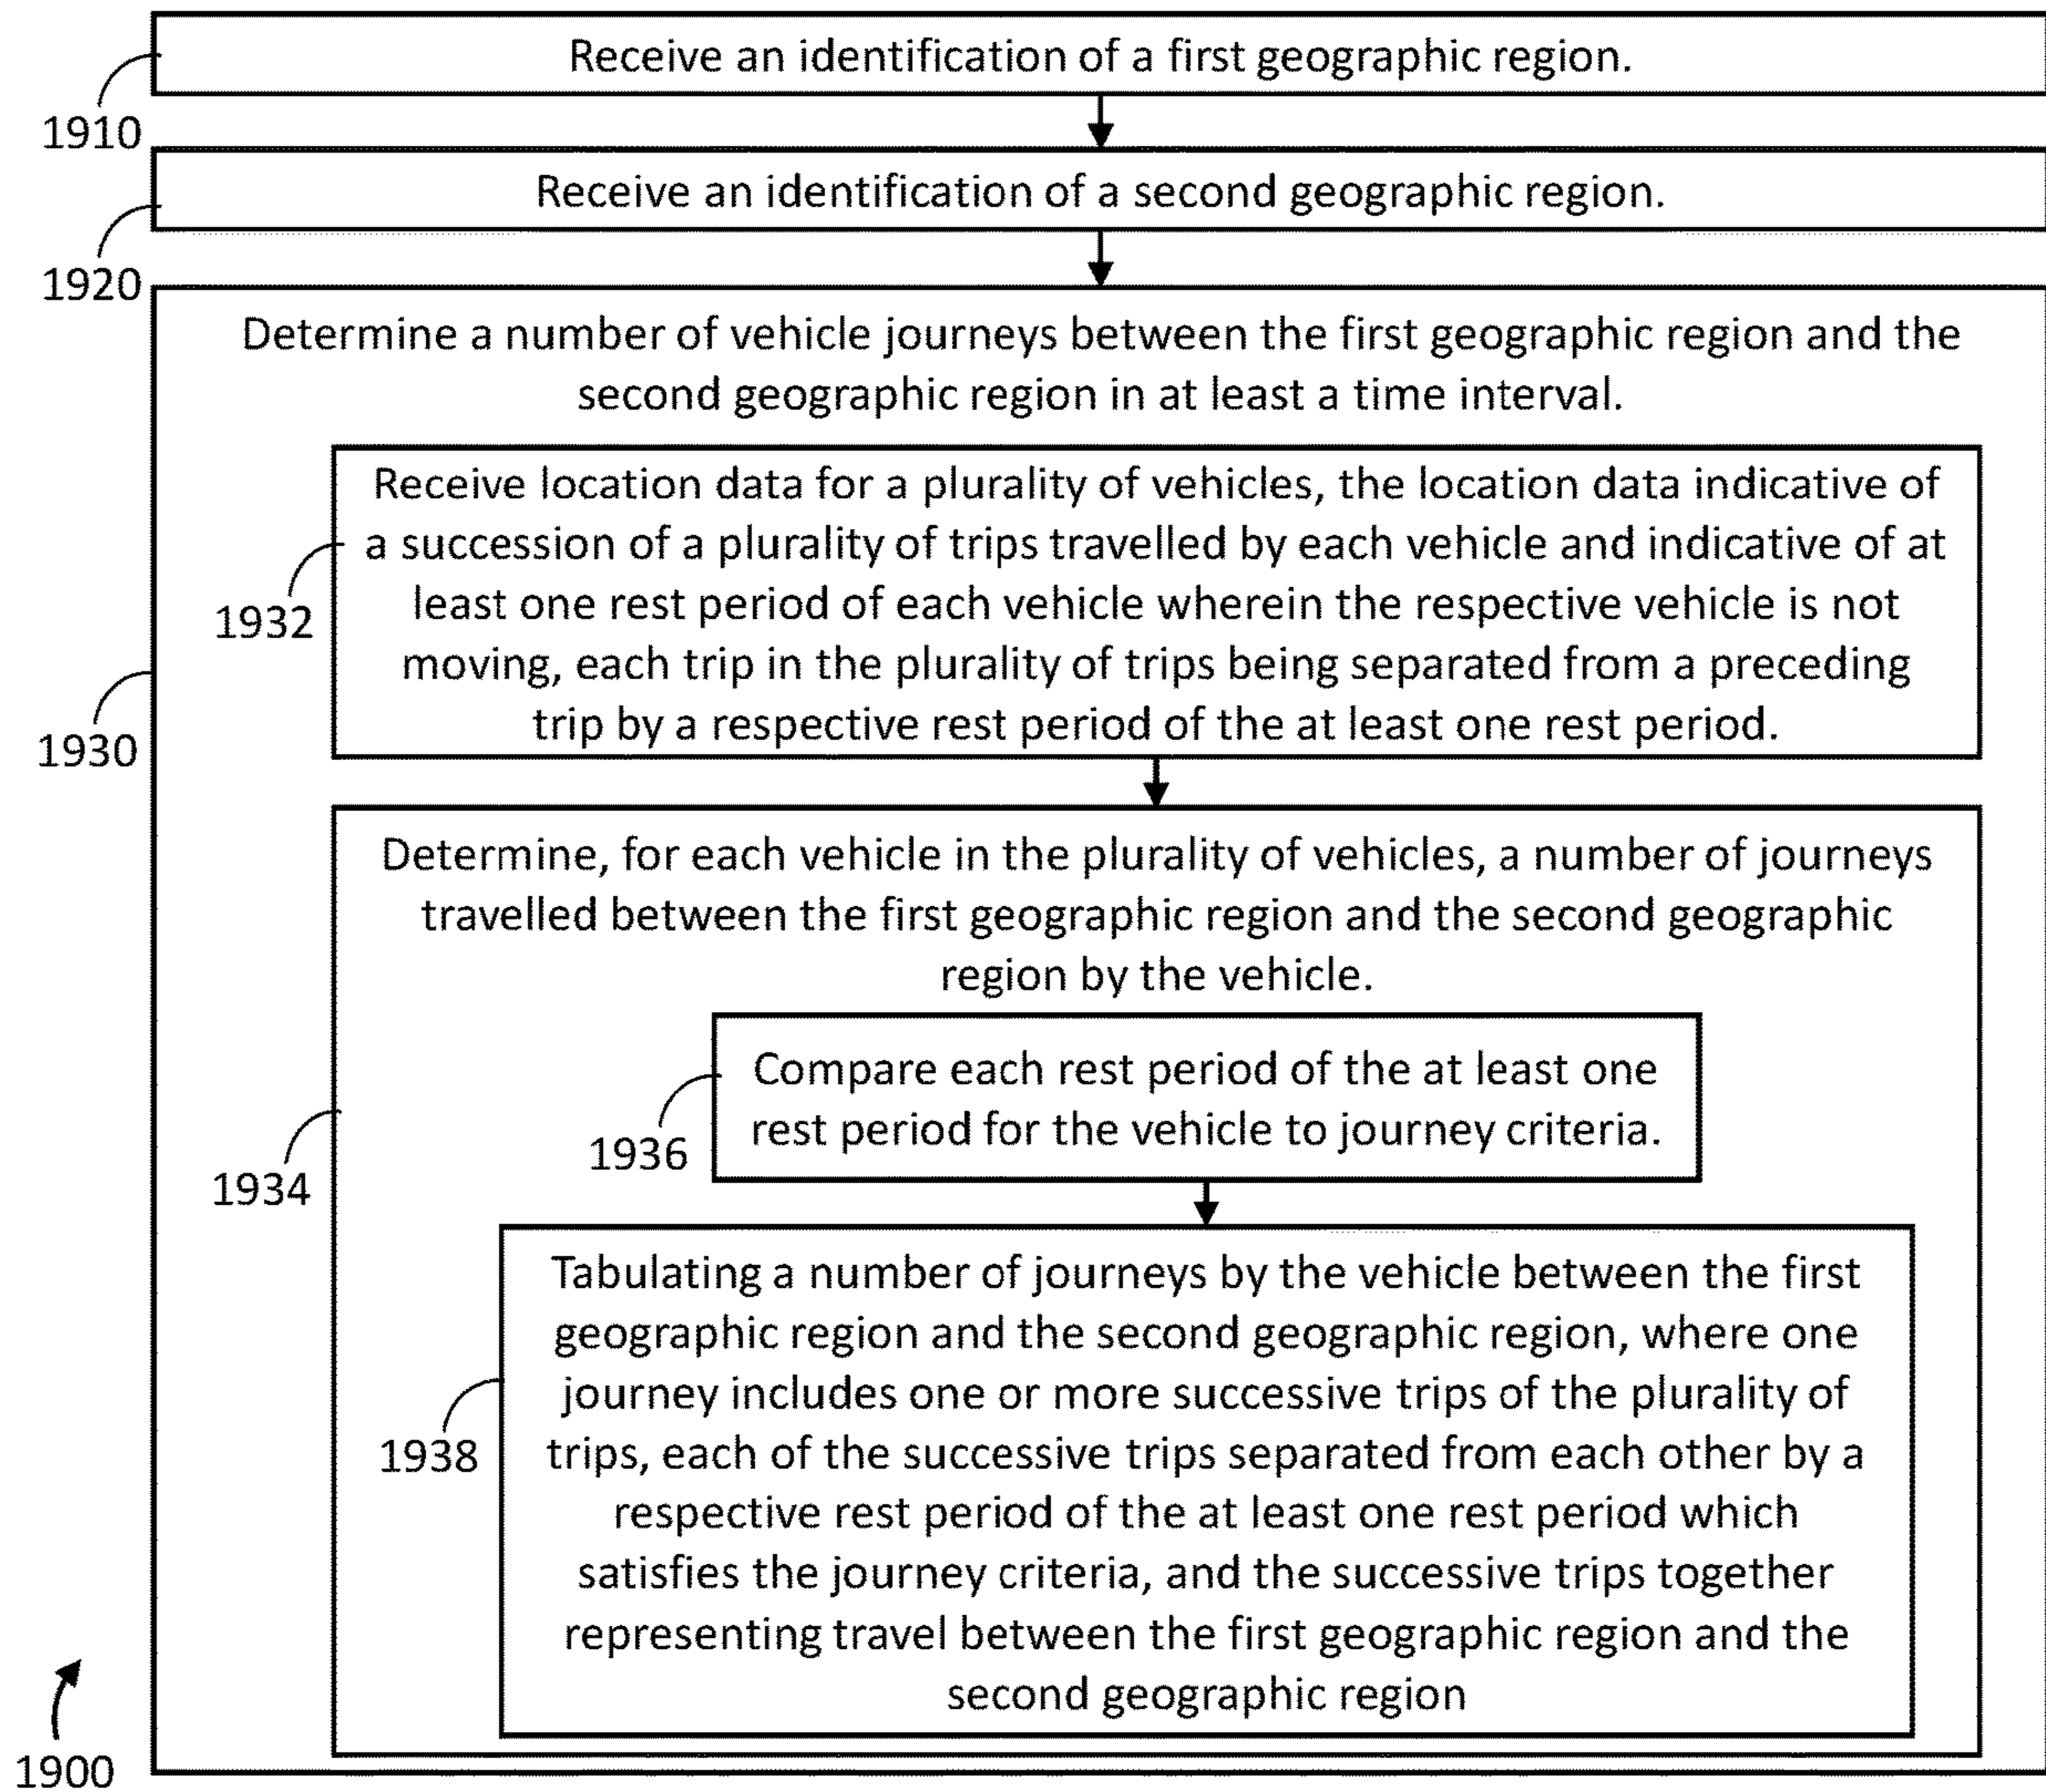 Receive an identification of a first geographic region.
1910
Receive an identification of a second geographic region.
1920
Determine a number of vehicle journeys between the first geographic region and the
second geographic region in at least a time interval.
Receive location data for a plurality of vehicles, the location data indicative of
a succession of a plurality of trips travelled by each vehicle and indicative of at
least one rest period of each vehicle wherein the respective vehicle is not
moving, each trip in the plurality of trips being separated from a preceding
trip by a respective rest period of the at least one rest period.
1932
1930
Determine, for each vehicle in the plurality of vehicles, a number of journeys
travelled between the first geographic region and the second geographic
region by the vehicle.
Compare each rest period of the at least one
rest period for the vehicle to journey criteria.
1936
1934
Tabulating a number of journeys by the vehicle between the first
geographic region and the second geographic region, where one
journey includes one or more successive trips of the plurality of
trips, each of the successive trips separated from each other by a
respective rest period of the at least one rest period which
satisfies the journey criteria, and the successive trips together
representing travel between the first geographic region and the
second geographic region
1938
1900